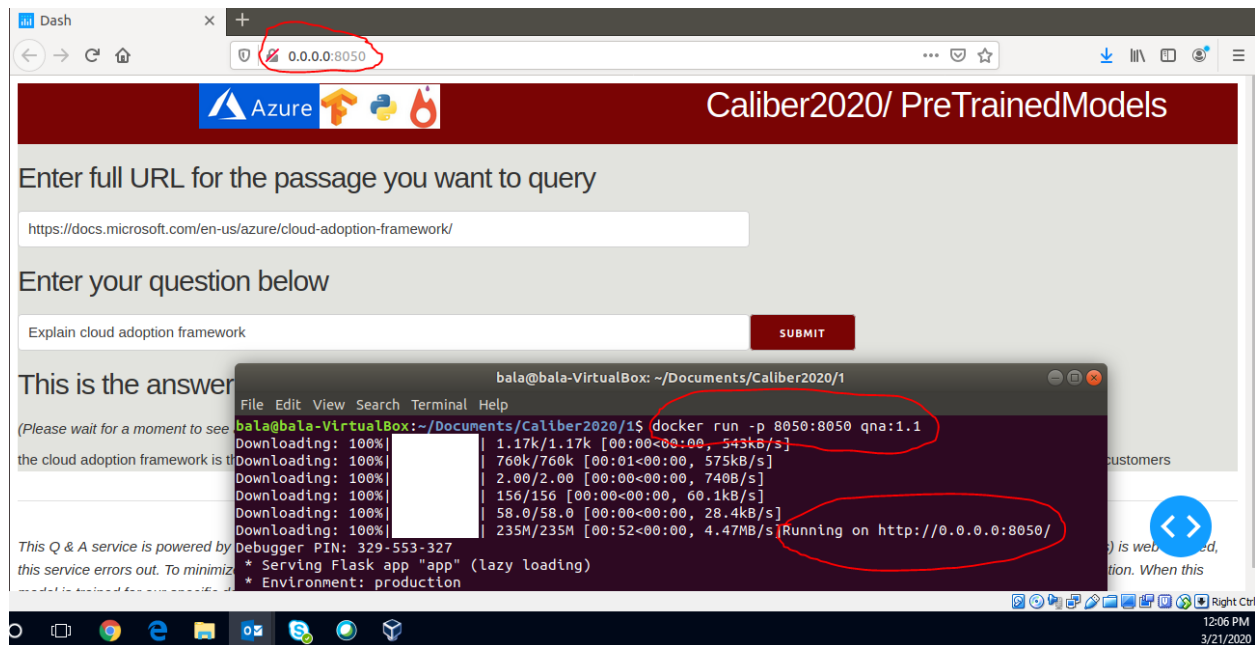 Dash
0.0.0.0:8050
Azure
Caliber2020/ PreTrainedModels
Enter full URL for the passage you want to query
https://docs.microsoft.com/en-us/azure/cloud-adoption-framework/
Enter your question below
Explain cloud adoption framework
SUBMIT
This is the answer
(Please wait for a moment to see
the cloud adoption framework is th
customers
bala@bala-VirtualBox: ~/Documents/Caliber2020/1
File Edit View Search Terminal Help
bala@bala-VirtualBox:~/Documents/Caliber2020/1$ docker run -p 8050:8050 qna:1.1
Downloading: 100%| | 1.17k/1.17k [00:00<00:00, 543kB/s]
Downloading: 100%| | 760k/760k [00:01<00:00, 575kB/s]
Downloading: 100%| | 2.00/2.00 [00:00<00:00, 740B/s]
Downloading: 100%| | 156/156 [00:00<00:00, 60.1kB/s]
Downloading: 100%| | 58.0/58.0 [00:00<00:00, 28.4kB/s]
Downloading: 100%| | 235M/235M [00:52<00:00, 4.47MB/s]Running on http://0.0.0.0:8050/
Debugger PIN: 329-553-327
* Serving Flask app "app" (lazy loading)
* Environment: production
This Q & A service is powered by
) is web ed,
this service errors out. To minimiz
tion. When this
Right Ctrl
12:06 PM
3/21/2020